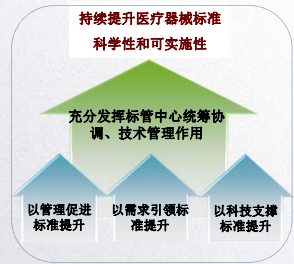 持续提升医疗器械标准
科学性和可实施性
充分发挥标管中心统筹协
调、技术管理作用
以管理促进
标准提升
以需求引领标
准提升
以科技支撑
标准提升